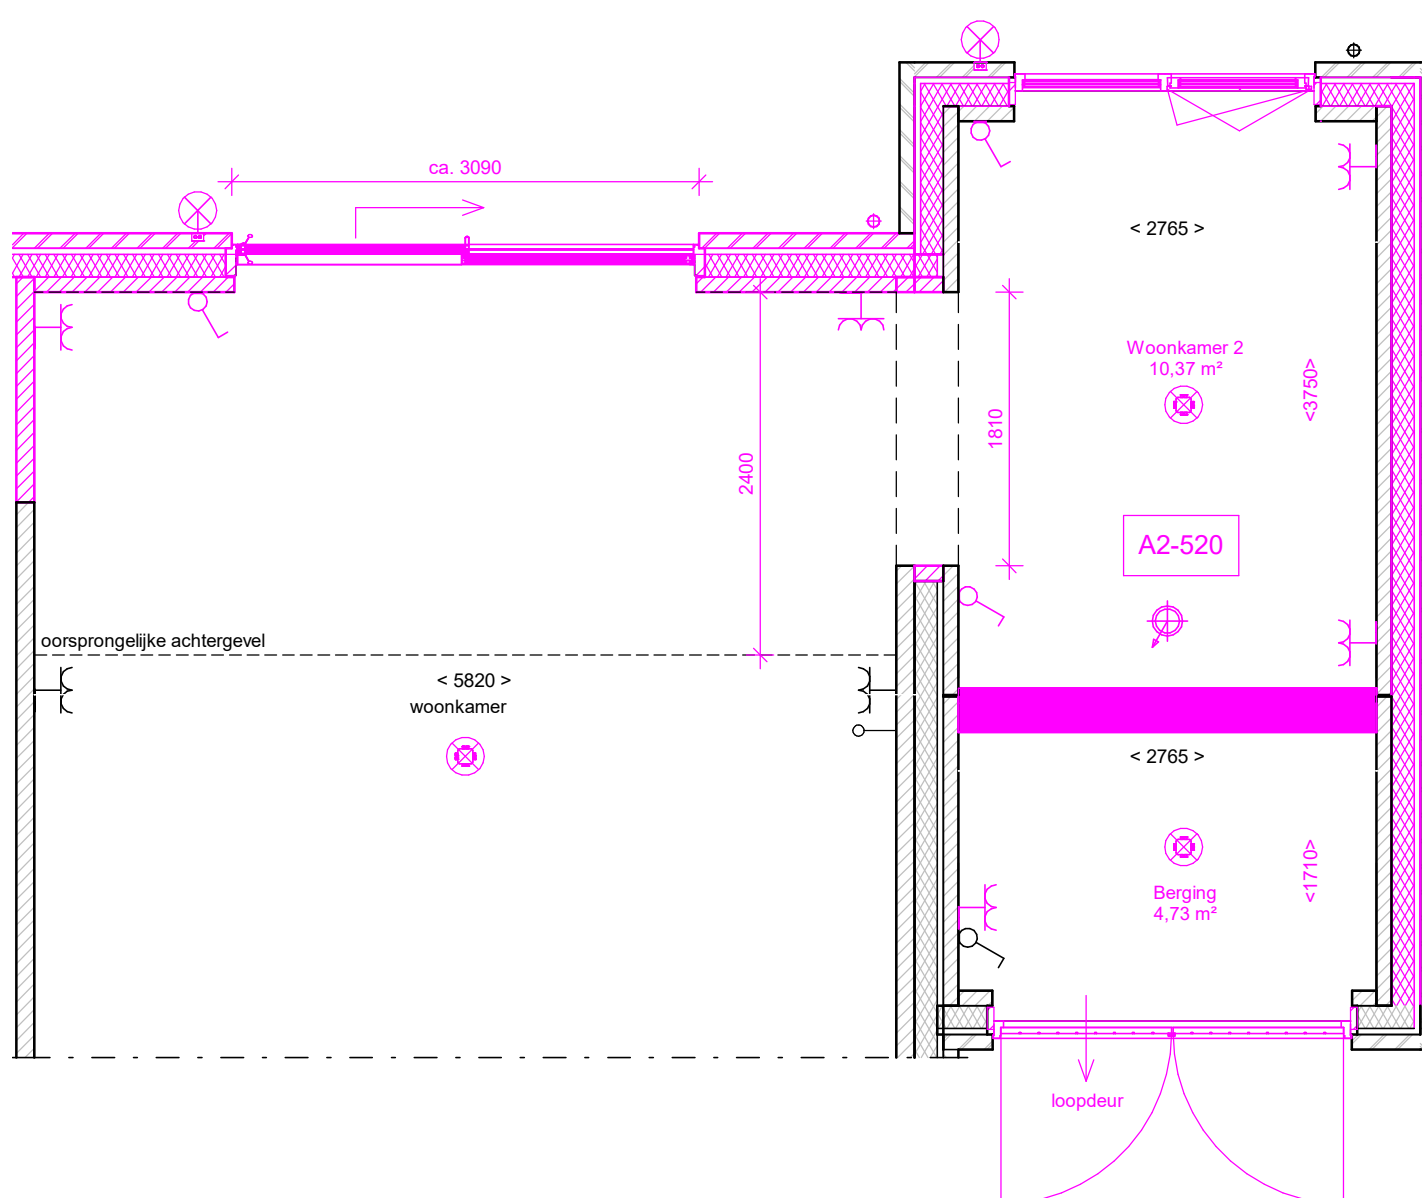 ca. 3090
< 2765 >
Woonkamer 2
10,37 m²
<3750>
1810
2400
A2-520
oorsprongelijke achtergevel
< 5820 >
woonkamer
< 2765 >
<1710>
Berging
4,73 m²
loopdeur